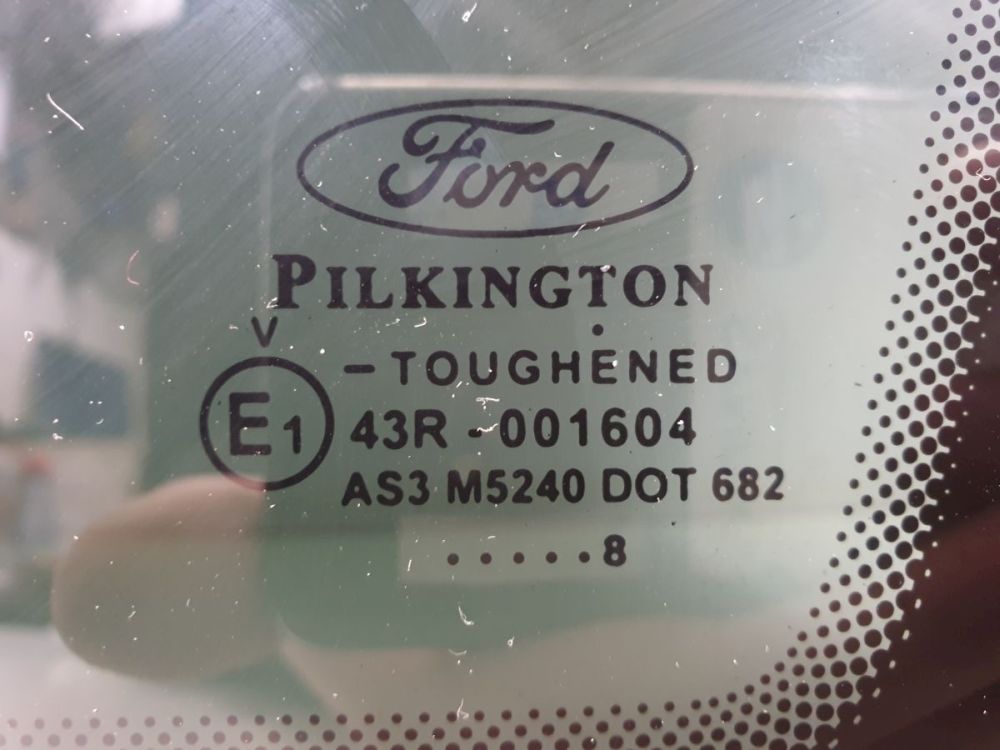 Ford
PILKINGTON
V
- TOUGHENED
E1 43R - 001604
AS3 M5240 DOT 682
.....8